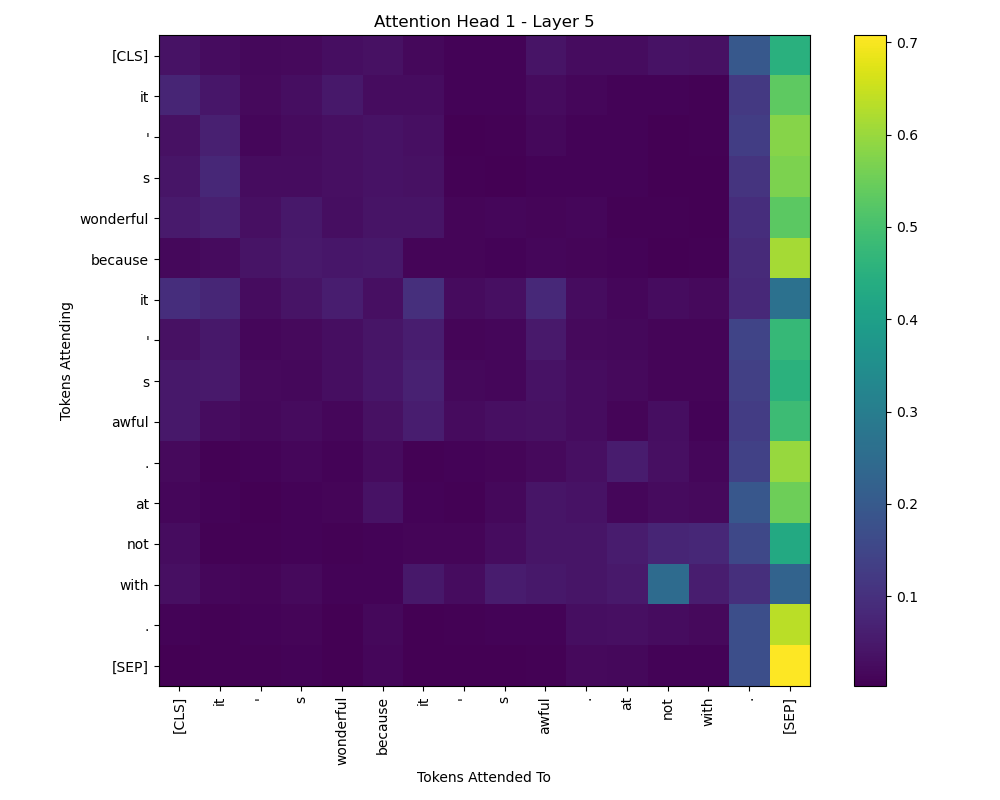 Attention Head 1 - Layer 5
[CLS]
it
'
s
wonderful
because
it
'
s
awful
.
at
not
with
.
[SEP]
Tokens Attending
[CLS]
it
'
s
wonderful
because
it
'
s
awful
.
at
not
with
.
[SEP]
Tokens Attended To
0.7
0.6
0.5
0.4
0.3
0.2
0.1